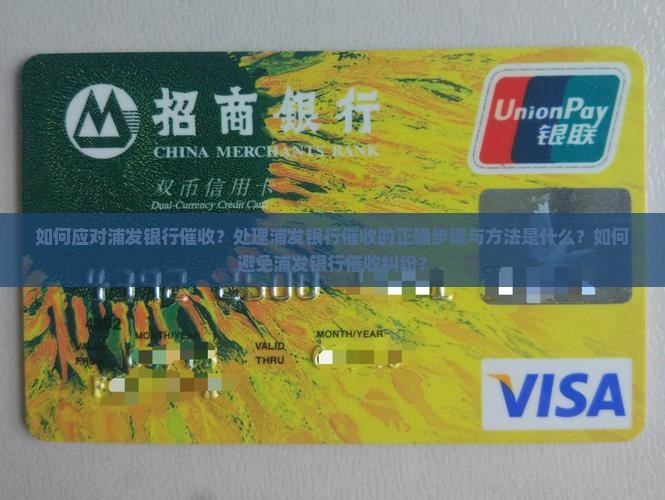 招商银行
CHINA MERCHANTS BANK
双币信用卡
Dual-Currency Credit Card
UnionPay
银联
如何应对浦发银行催收？处理浦发银行催收的正确步骤与方法是什么？如何
避免浦发银行催收纠纷？
MONTH/YEAR
MONTH/YEAR
VALID
VALID
FROM
THRU
VISA